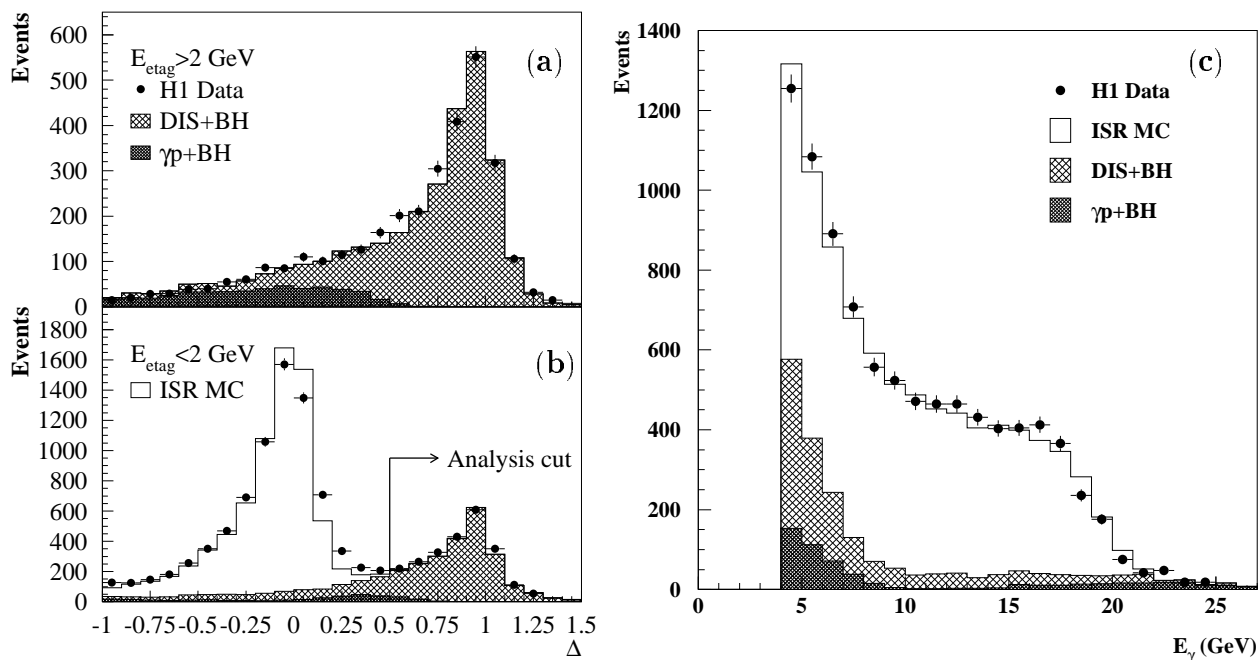 Events
600
500
400
300
200
100
0
E_etag>2 GeV
(a)
H1 Data
DIS+BH
γp+BH
Events
1800
1600
1400
1200
1000
800
600
400
200
0
E_etag<2 GeV
(b)
ISR MC
Analysis cut
-1 -0.75 -0.5 -0.25 0 0.25 0.5 0.75 1 1.25 1.5
Δ
Events
1400
1200
1000
800
600
400
200
0
(c)
H1 Data
ISR MC
DIS+BH
γp+BH
0 5 10 15 20 25
E_γ (GeV)